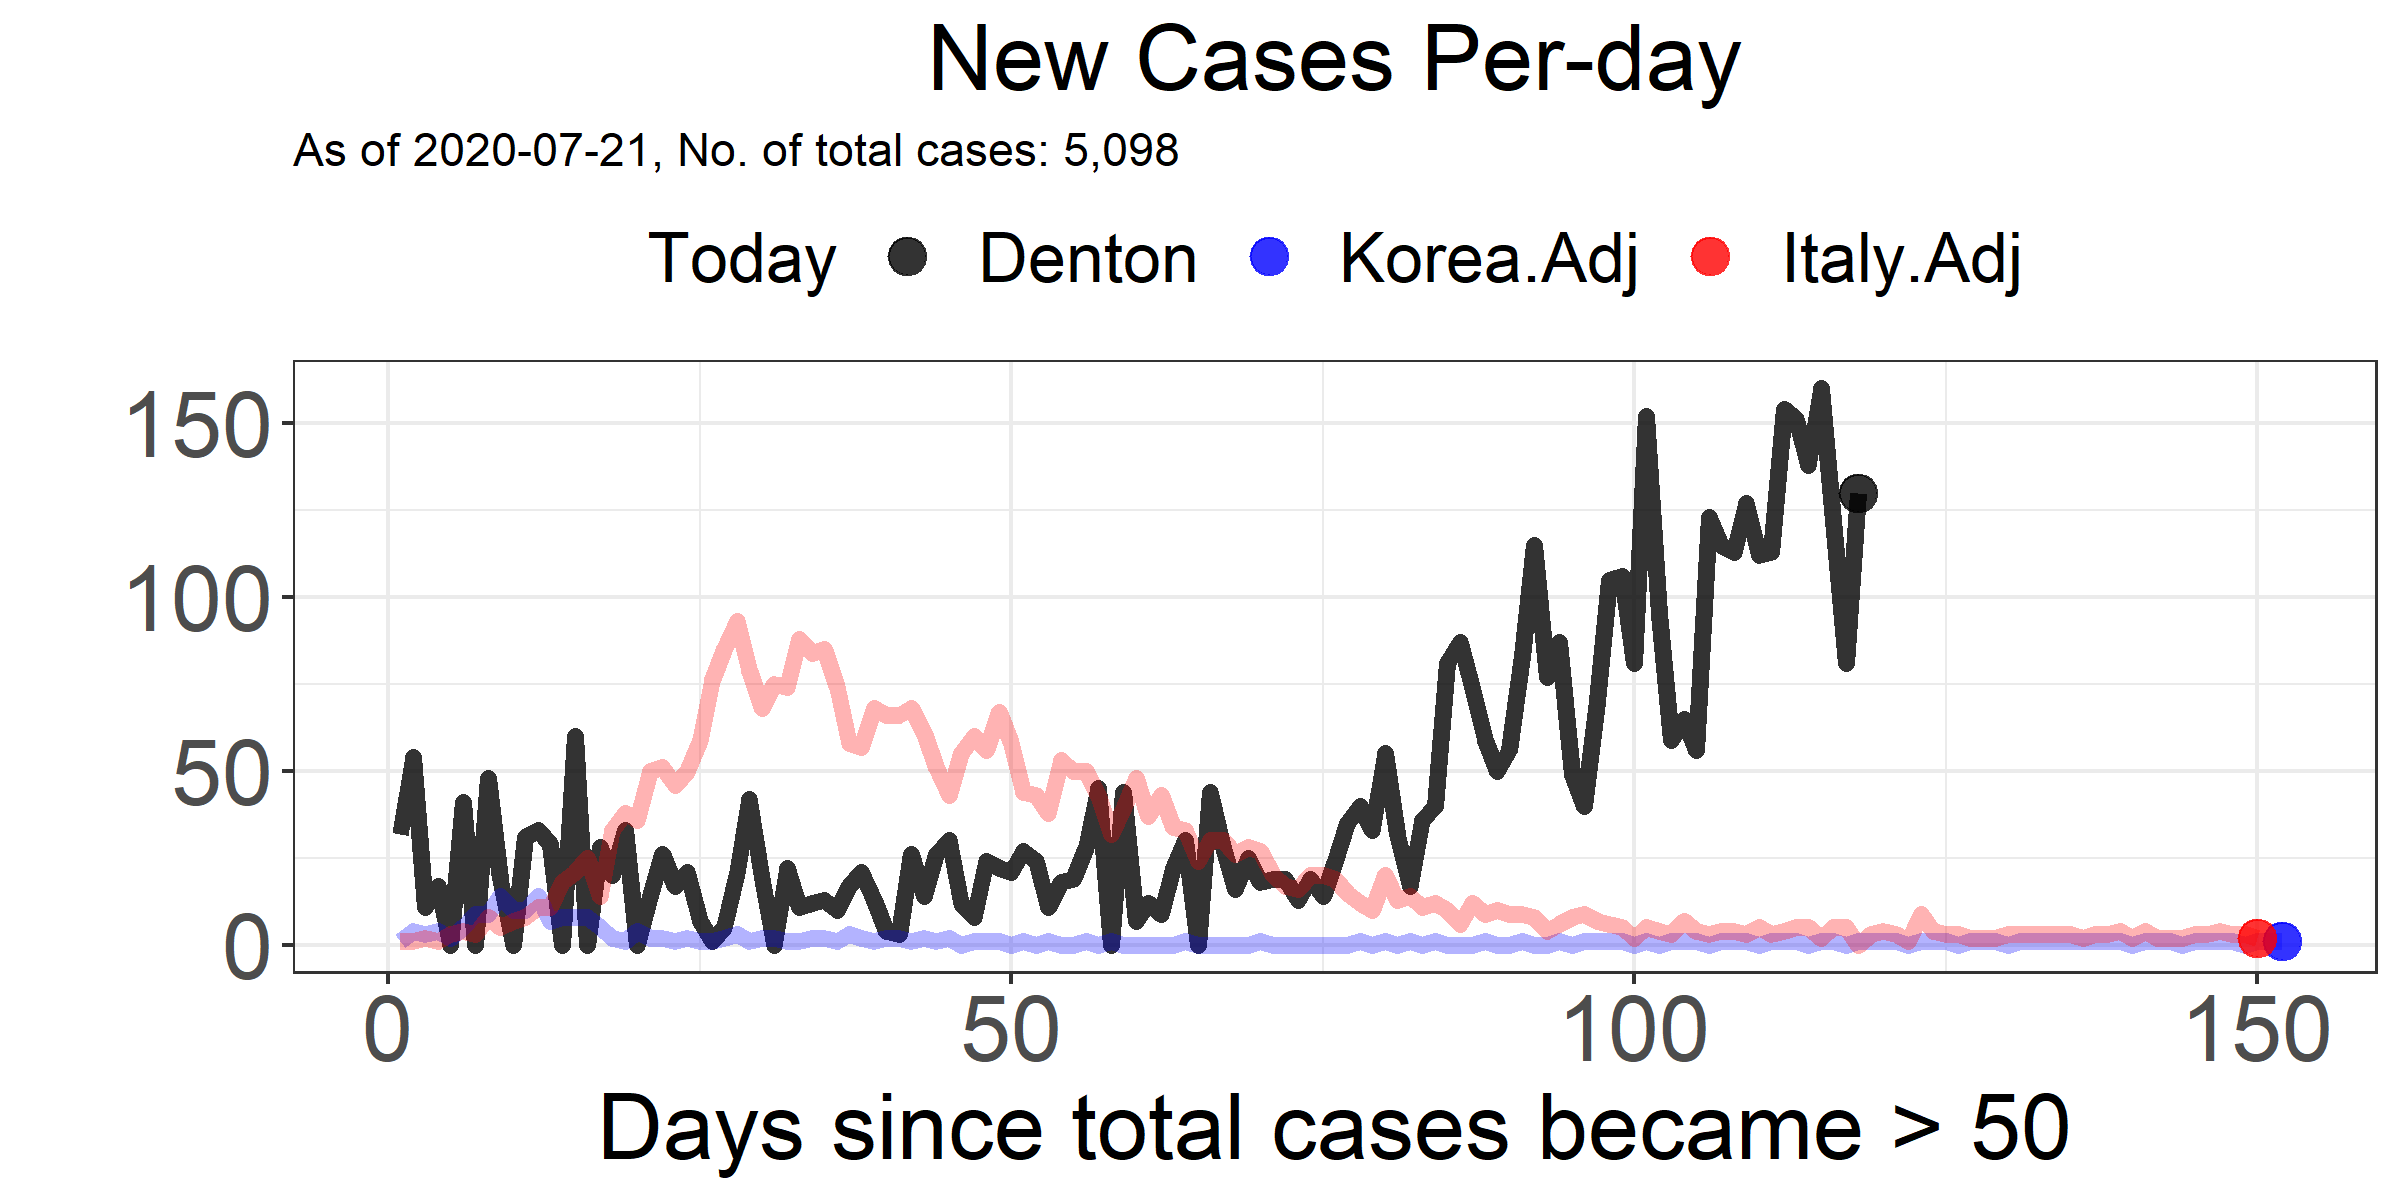 New Cases Per-day
As of 2020-07-21, No. of total cases: 5,098
Today Denton Korea.Adj Italy.Adj
150
100
50
0
0 50 100 150
Days since total cases became > 50